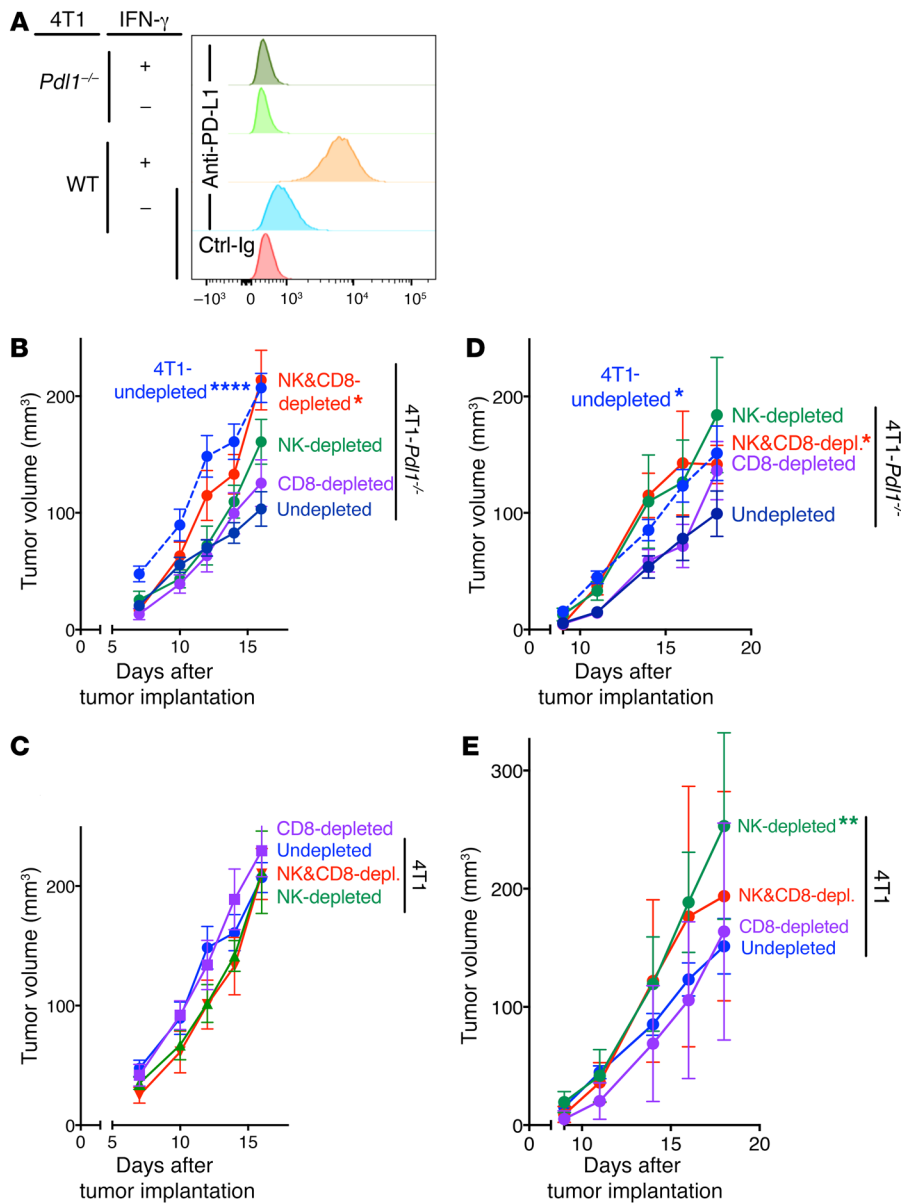 A
4T1 IFN-γ
Pdl1⁻/⁻
+
−
WT
+
−
Anti-PD-L1
Ctrl-Ig
−10³ 0 10³ 10⁴ 10⁵
B
Tumor volume (mm³)
200
100
0
0 5 10 15
Days after
tumor implantation
4T1-
undepleted ****
NK&CD8-
depleted *
NK-depleted
CD8-depleted
Undepleted
4T1-Pdl1⁻/⁻
D
Tumor volume (mm³)
200
100
0
0 10 15 20
Days after
tumor implantation
4T1-
undepleted *
NK-depleted
NK&CD8-depl.*
CD8-depleted
Undepleted
4T1-Pdl1⁻/⁻
C
Tumor volume (mm³)
200
100
0
0 5 10 15
Days after
tumor implantation
CD8-depleted
Undepleted
NK&CD8-depl.
NK-depleted
4T1
E
Tumor volume (mm³)
300
200
100
0
0 10 15 20
Days after
tumor implantation
NK-depleted **
NK&CD8-depl.
CD8-depleted
Undepleted
4T1